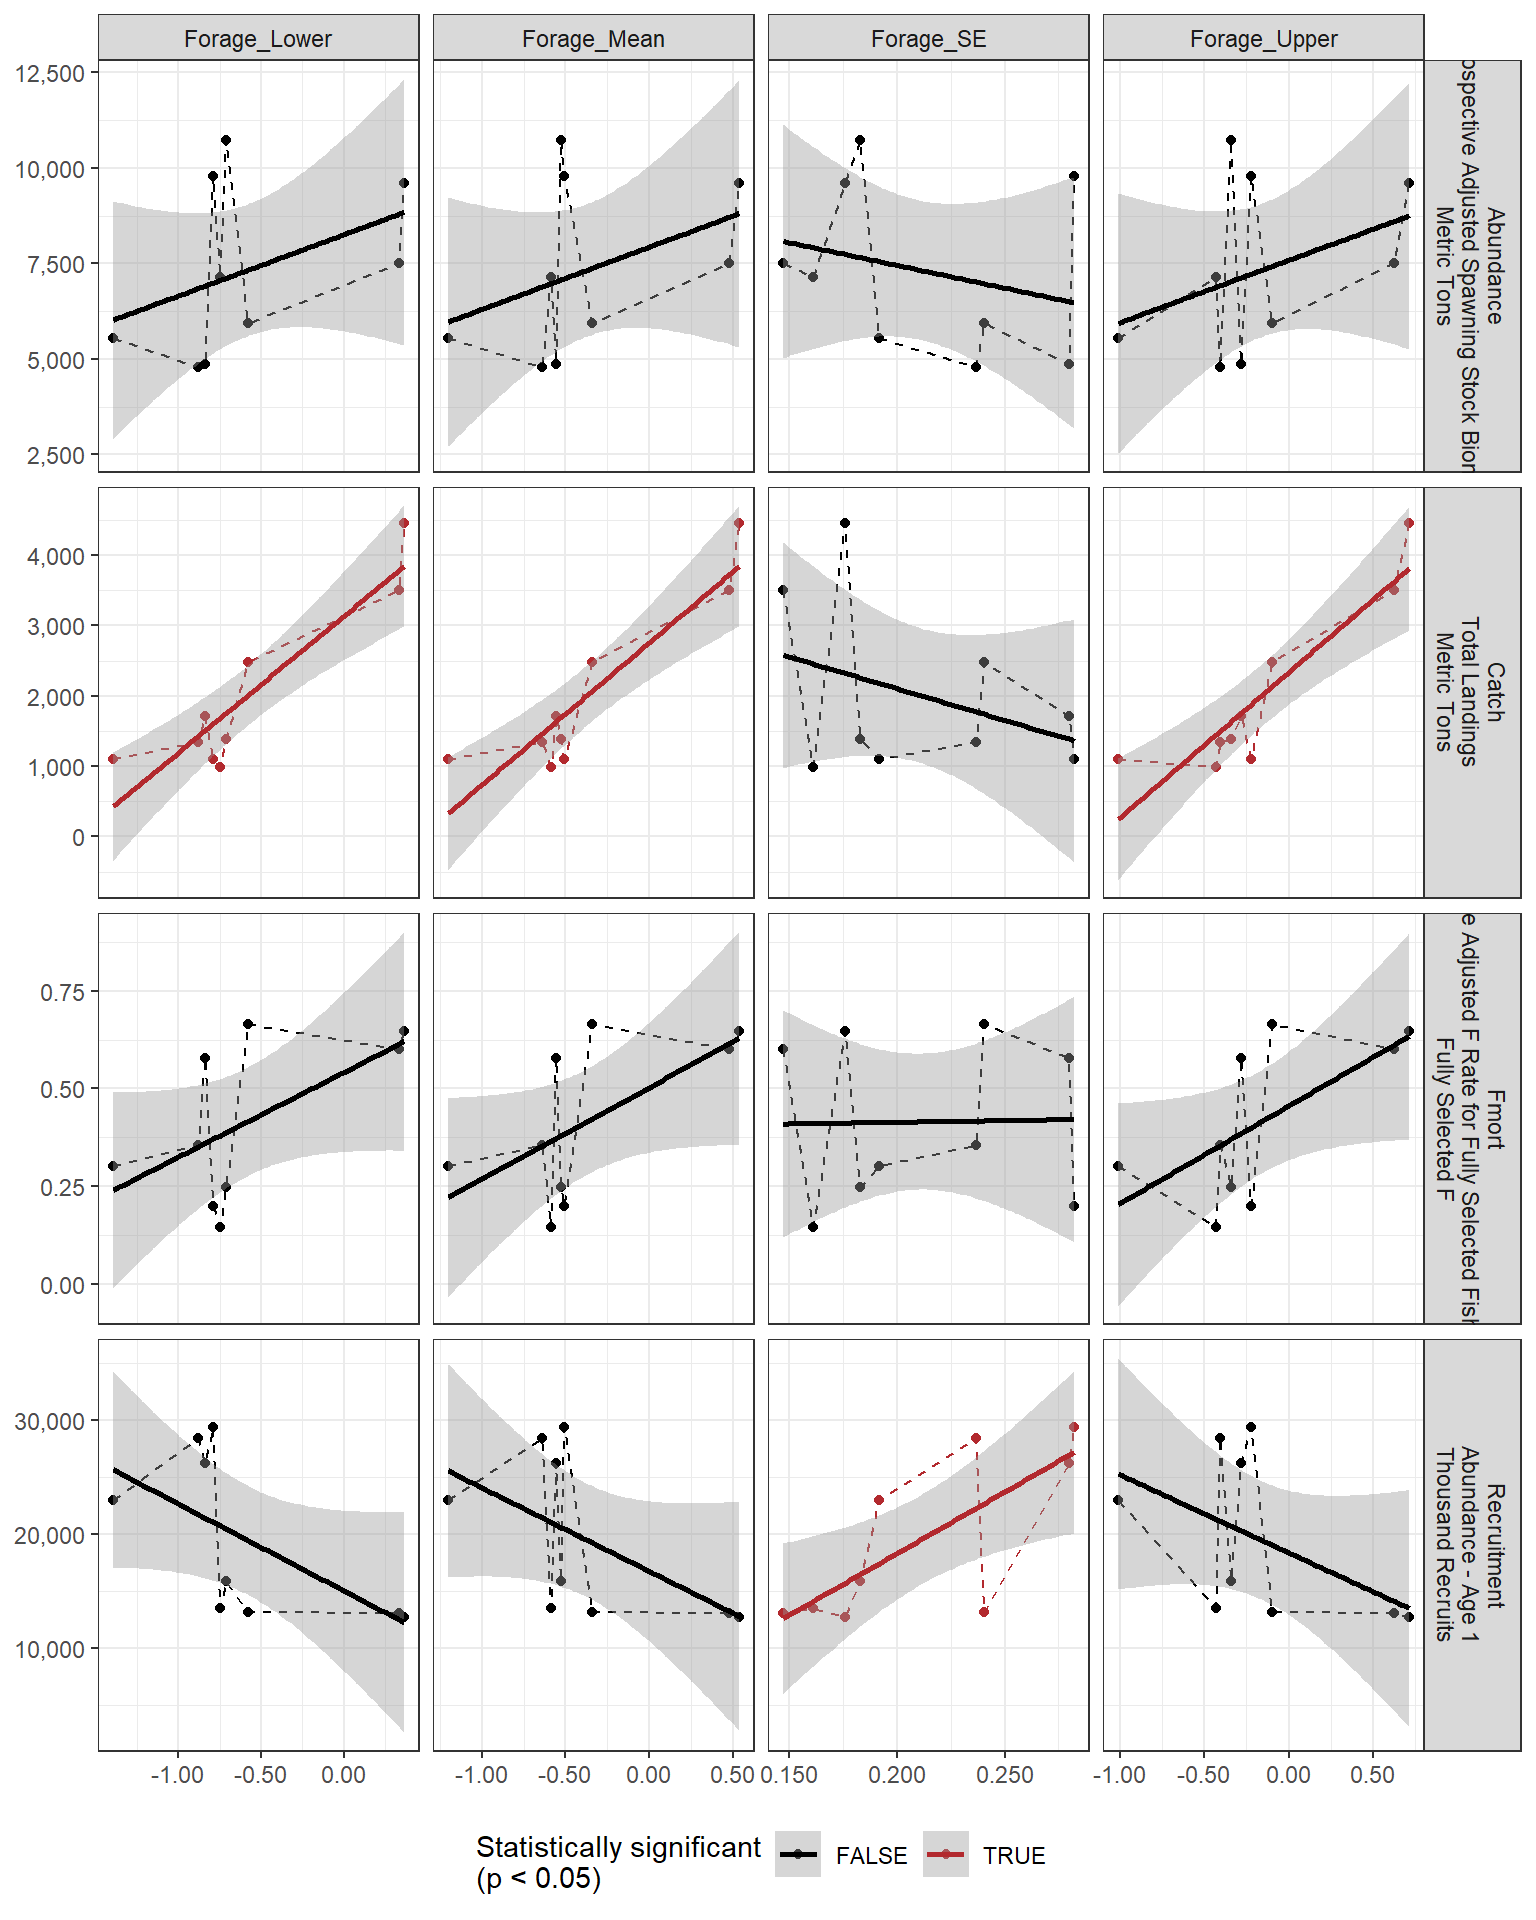 Forage_Lower Forage_Mean Forage_SE Forage_Upper
12,500
10,000
7,500
5,000
2,500
Abundance
Adjusted Spawning Stock
Metric Tons
4,000
3,000
2,000
1,000
0
Catch
Total Landings
Metric Tons
0.75
0.50
0.25
0.00
Fmort
Adjusted F Rate for Fully Selected
Fully Selected F
30,000
20,000
10,000
Recruitment
Abundance - Age 1
Thousand Recruits
-1.00 -0.50 0.00 -1.00 -0.50 0.00 0.50 0.150 0.200 0.250 -1.00 -0.50 0.00 0.50
Statistically significant
(p < 0.05)
FALSE TRUE